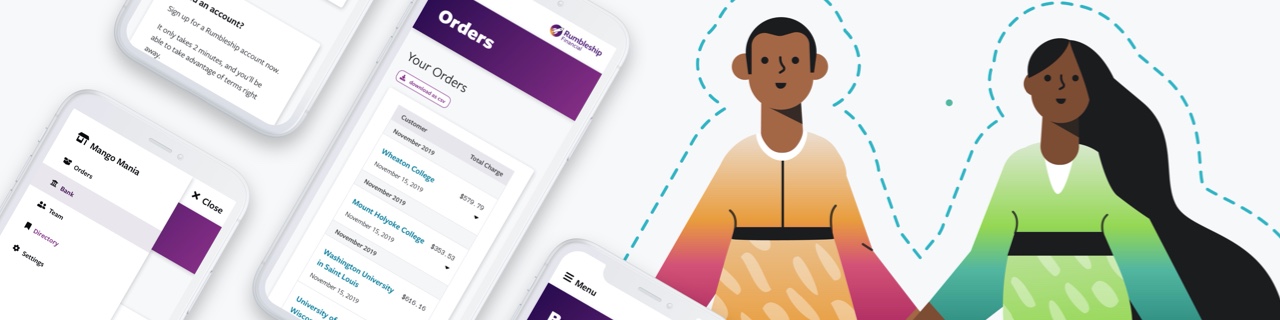 d an account?
Sign up for a Rumbleship account now.
It only takes 2 minutes, and you'll be
able to take advantage of terms right
away.
Mango Mania
Orders
Bank
Team
Directory
Settings
Close
Orders
Rumbleship
Financial
Your Orders
download as csv
Customer
Total Charge
November 2019
Wheaton College
$579.79
November 15, 2019
November 2019
Mount Holyoke College
$353.53
November 15, 2019
November 2019
Washington University
in Saint Louis
$616.16
November 15, 2019
University of
Menu